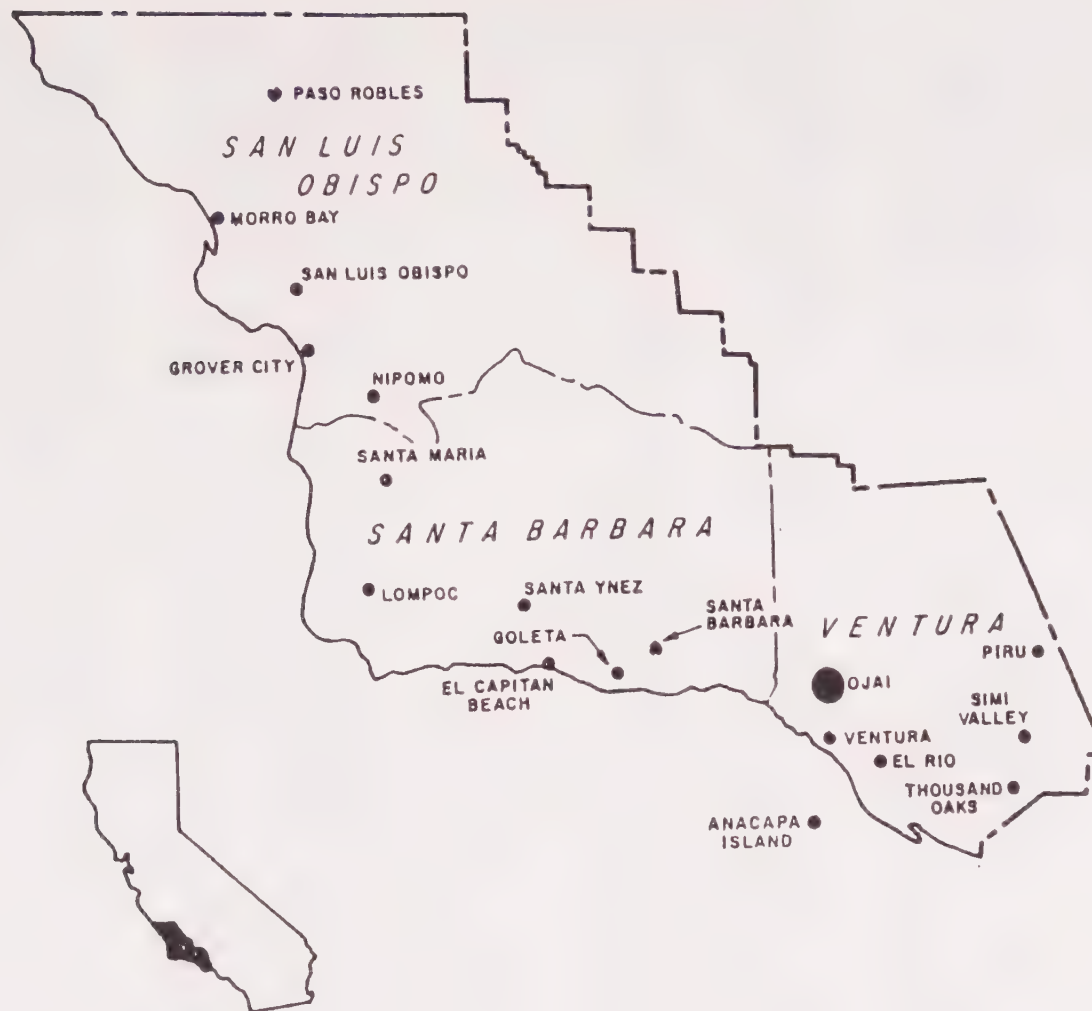 PASO ROBLES
SAN LUIS
OBISPO
MORRO BAY
SAN LUIS OBISPO
GROVER CITY
NIPOMO
SANTA MARIA
SANTA BARBARA
LOMPOC
SANTA YNEZ
SANTA
BARBARA
GOLETA
EL CAPITAN
BEACH
VENTURA
PIRU
OJAI
SIMI
VALLEY
VENTURA
EL RIO
THOUSAND
OAKS
ANACAPA
ISLAND